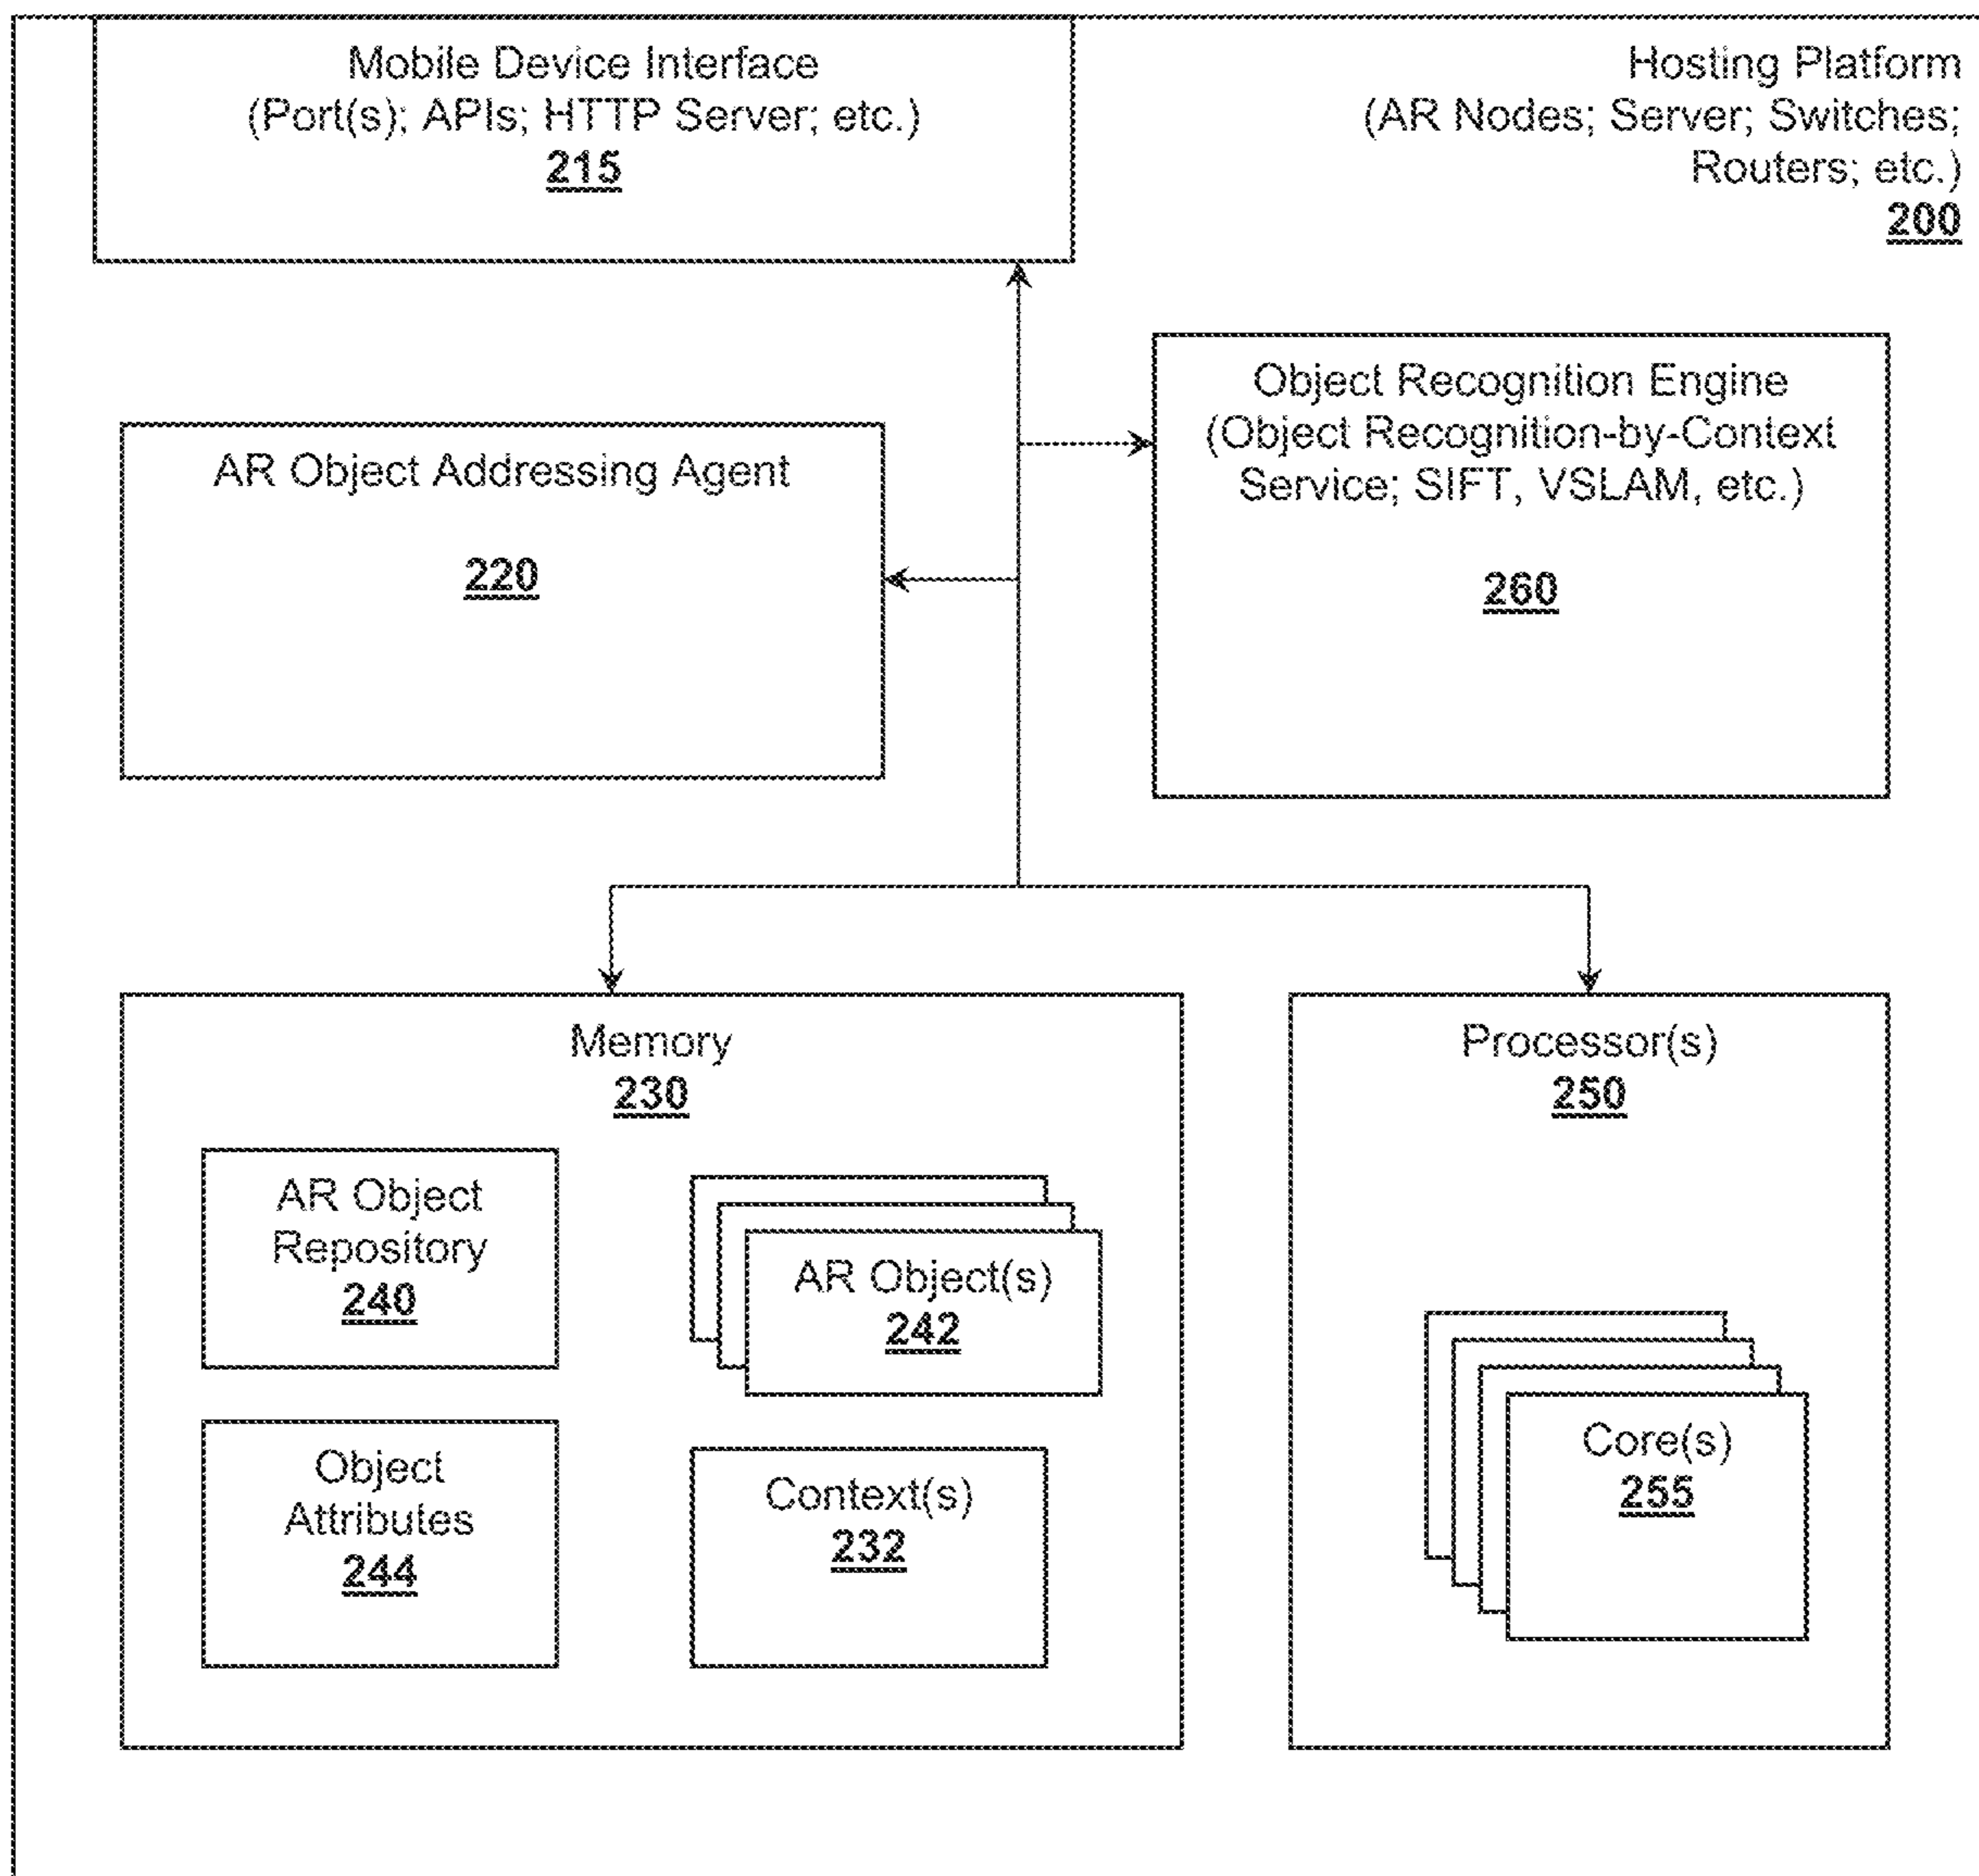 Mobile Device Interface
(Port(s); APIs; HTTP Server; etc.)
215
Hosting Platform
(AR Nodes; Server; Switches;
Routers; etc.)
200
Object Recognition Engine
(Object Recognition-by-Context
Service; SIFT, VSLAM, etc.)
260
AR Object Addressing Agent
220
Memory
230
AR Object
Repository
240
AR Object(s)
242
Object
Attributes
244
Context(s)
232
Processor(s)
250
Core(s)
255